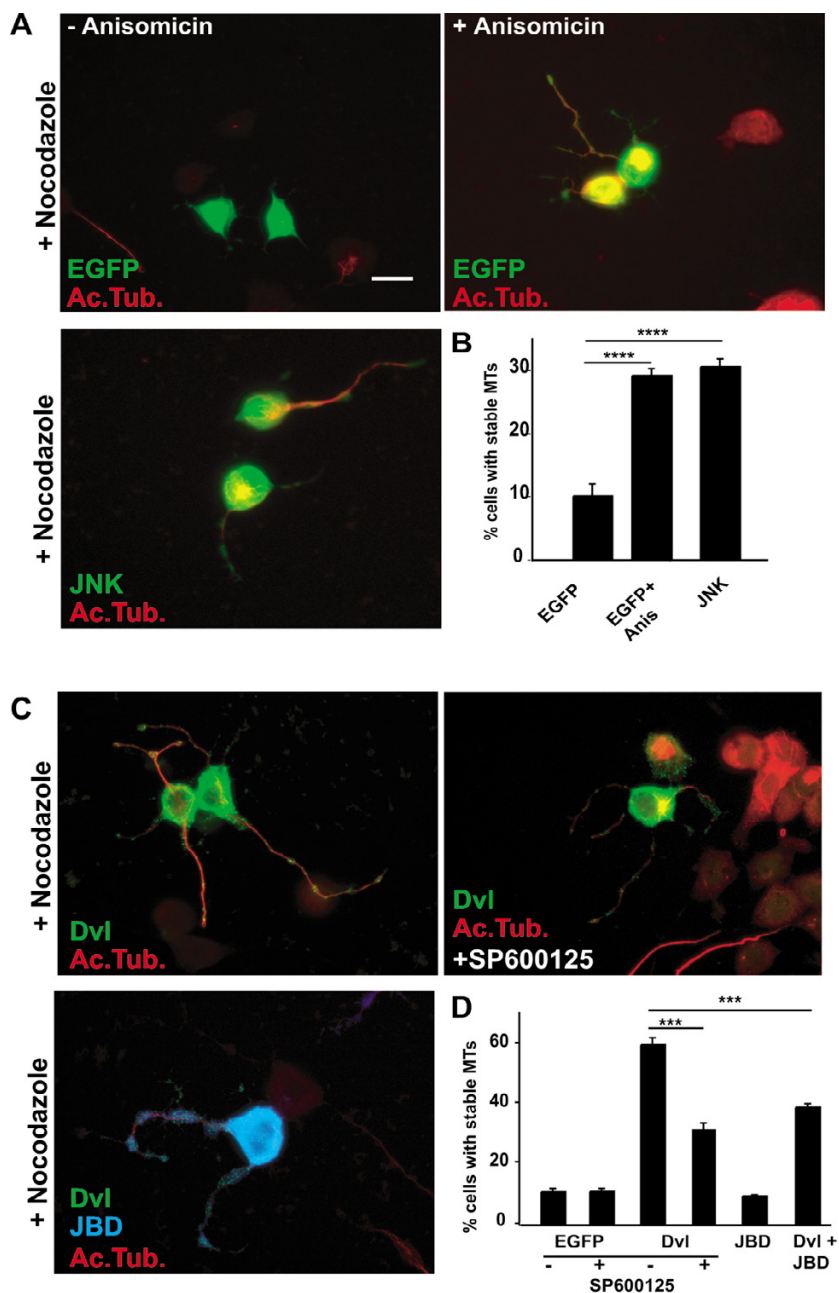 A
- Anisomicin
+ Anisomicin
+ Nocodazole
EGFP
Ac.Tub.
EGFP
Ac.Tub.
+ Nocodazole
JNK
Ac.Tub.
B
% cells with stable MTs
30
30
10
0
****
****
EGFP
EGFP+
Anis
JNK
C
+ Nocodazole
Dvl
Ac.Tub.
Dvl
Ac.Tub.
+SP600125
+ Nocodazole
Dvl
JBD
Ac.Tub.
D
% cells with stable MTs
60
40
20
0
***
***
EGFP Dvl JBD Dvl +
JBD
- + - +
SP600125